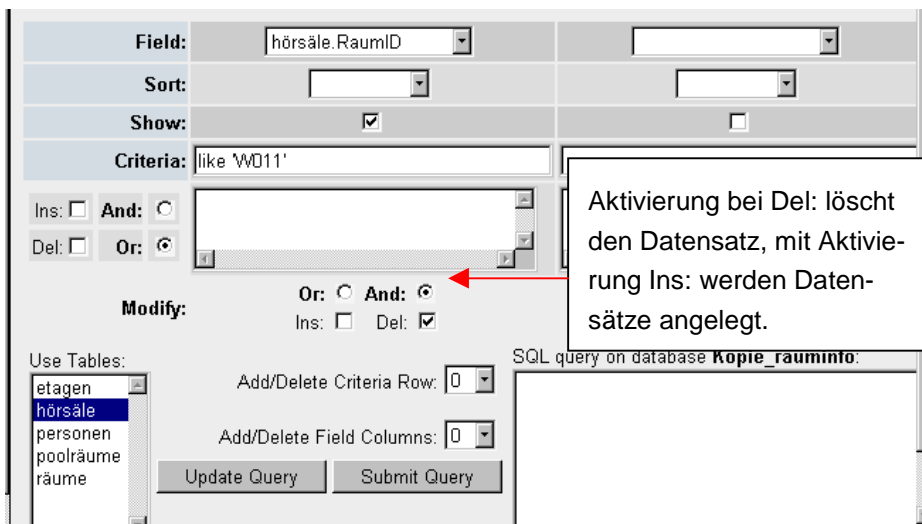 Field: hörsäle.RaumID
Sort:
Show:
Criteria: like 'W011'
Ins: And:
Del: Or:
Aktivierung bei Del: löscht
den Datensatz, mit Aktivie-
rung Ins: werden Daten-
sätze angelegt.
Modify: Or: And:
Ins: Del:
Use Tables:
etagen
hörsäle
personen
poolräume
räume
Add/Delete Criteria Row: 0
Add/Delete Field Columns: 0
Update Query Submit Query
SQL query on database Kopie_rauminfo: